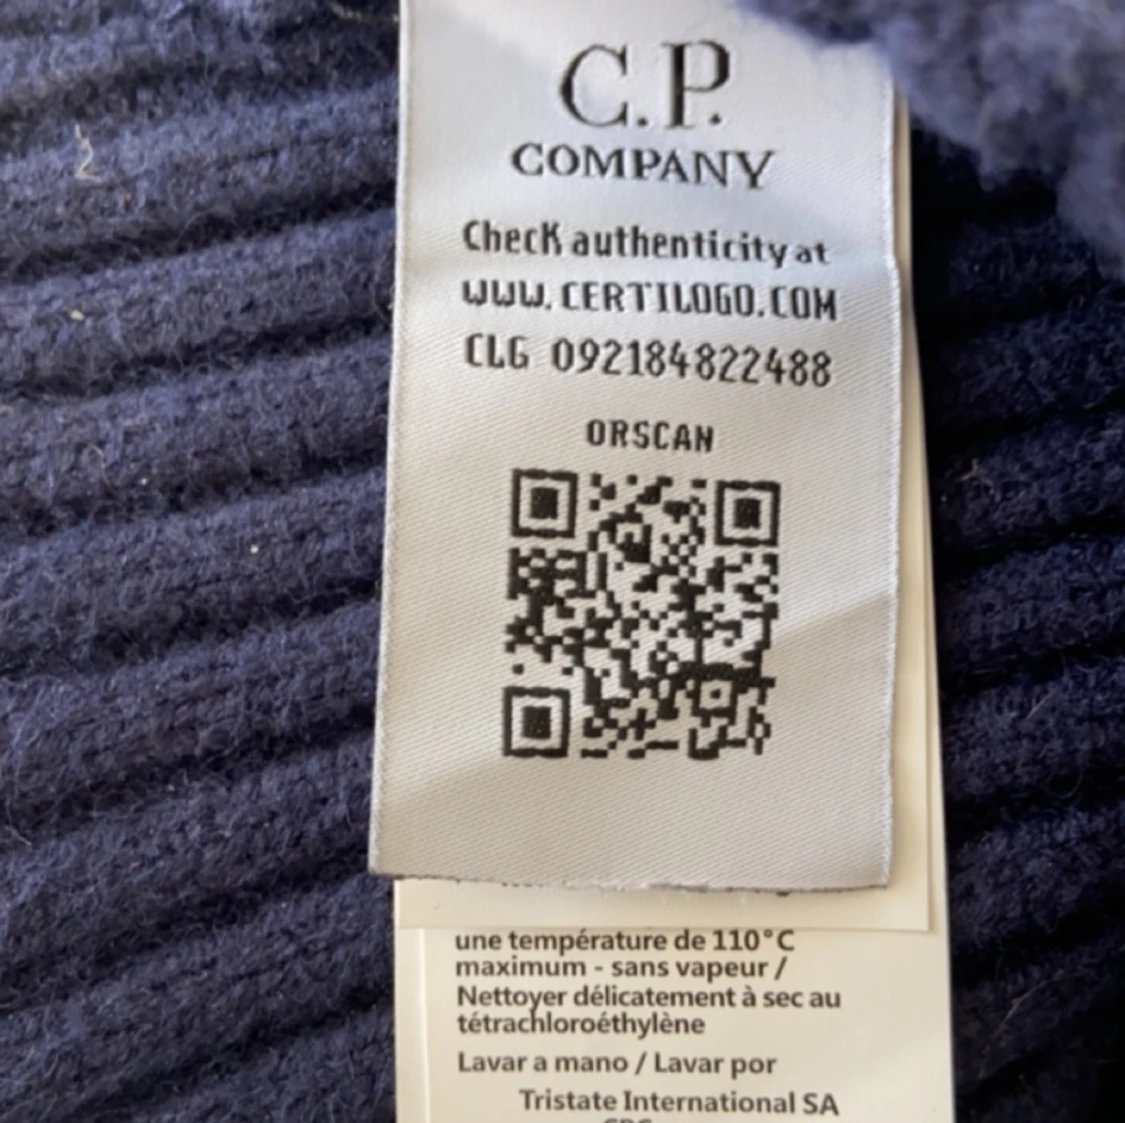 C.P.
COMPANY
Check authenticity at
WWW.CERTILOGO.COM
CLG 092184822488
ORSCAN
une température de 110°C
maximum - sans vapeur /
Nettoyer délicatement à sec au
tétrachloroéthylène
Lavar a mano / Lavar por
Tristate International SA